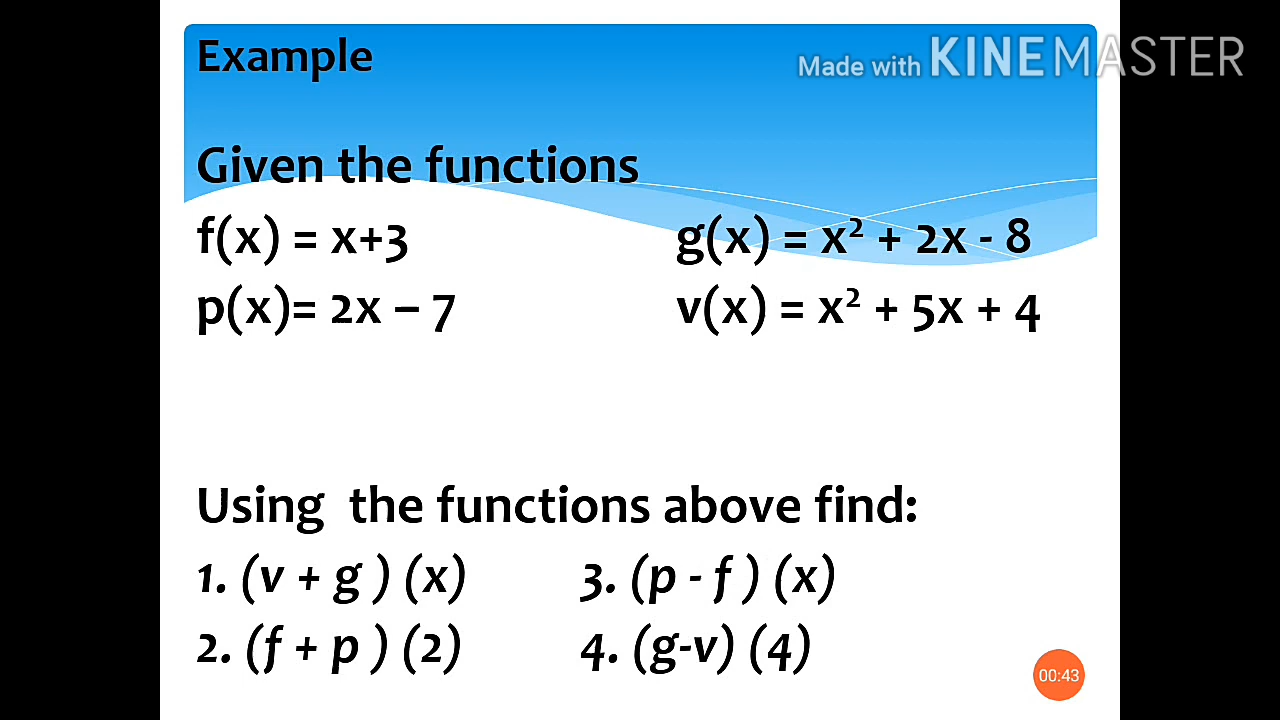 Example
Made with KINEMASTER
Given the functions
f(x) = x+3 g(x) = x² + 2x - 8
p(x)= 2x – 7 v(x) = x² + 5x + 4
Using the functions above find:
1. (v + g ) (x) 3. (p - f ) (x)
2. (f + p ) (2) 4. (g-v) (4)
00:43